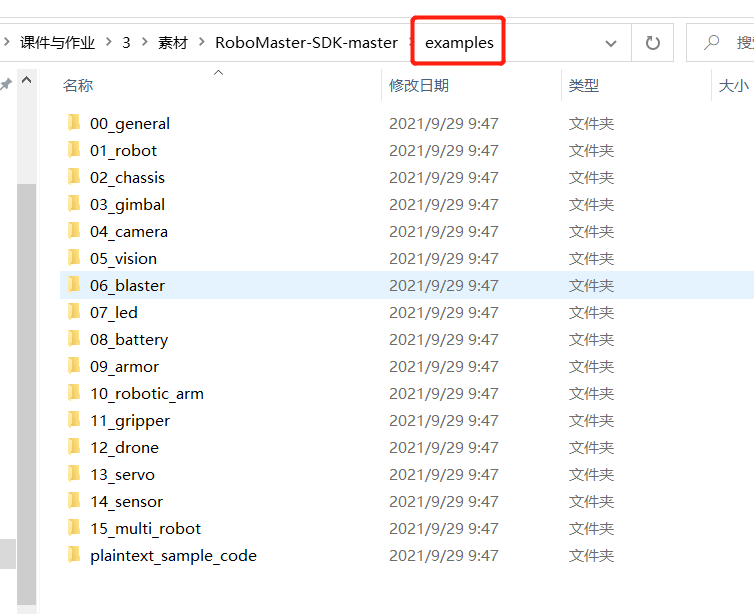 课件与作业 > 3 > 素材 > RoboMaster-SDK-master > examples
名称 修改日期 类型 大小
00_general 2021/9/29 9:47 文件夹
01_robot 2021/9/29 9:47 文件夹
02_chassis 2021/9/29 9:47 文件夹
03_gimbal 2021/9/29 9:47 文件夹
04_camera 2021/9/29 9:47 文件夹
05_vision 2021/9/29 9:47 文件夹
06_blaster 2021/9/29 9:47 文件夹
07_led 2021/9/29 9:47 文件夹
08_battery 2021/9/29 9:47 文件夹
09_armor 2021/9/29 9:47 文件夹
10_robotic_arm 2021/9/29 9:47 文件夹
11_gripper 2021/9/29 9:47 文件夹
12_drone 2021/9/29 9:47 文件夹
13_servo 2021/9/29 9:47 文件夹
14_sensor 2021/9/29 9:47 文件夹
15_multi_robot 2021/9/29 9:47 文件夹
plaintext_sample_code 2021/9/29 9:47 文件夹